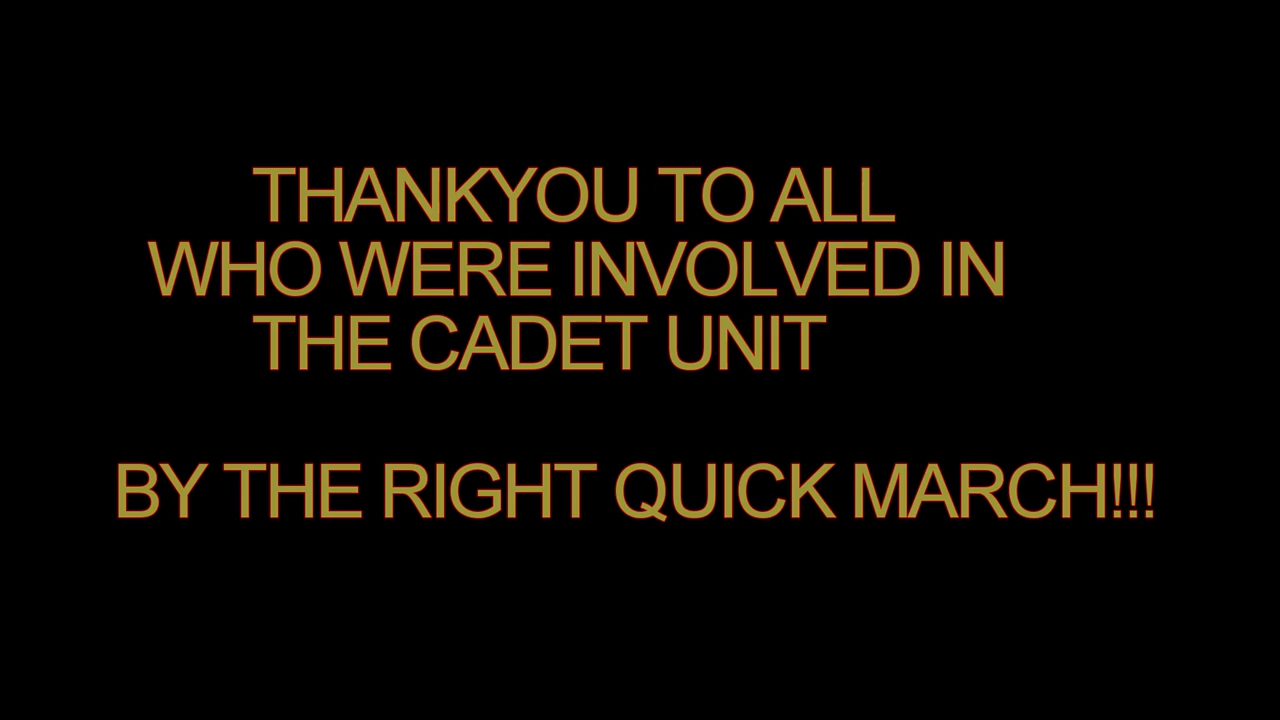 THANKYOU TO ALL
WHO WERE INVOLVED IN
THE CADET UNIT
BY THE RIGHT QUICK MARCH!!!